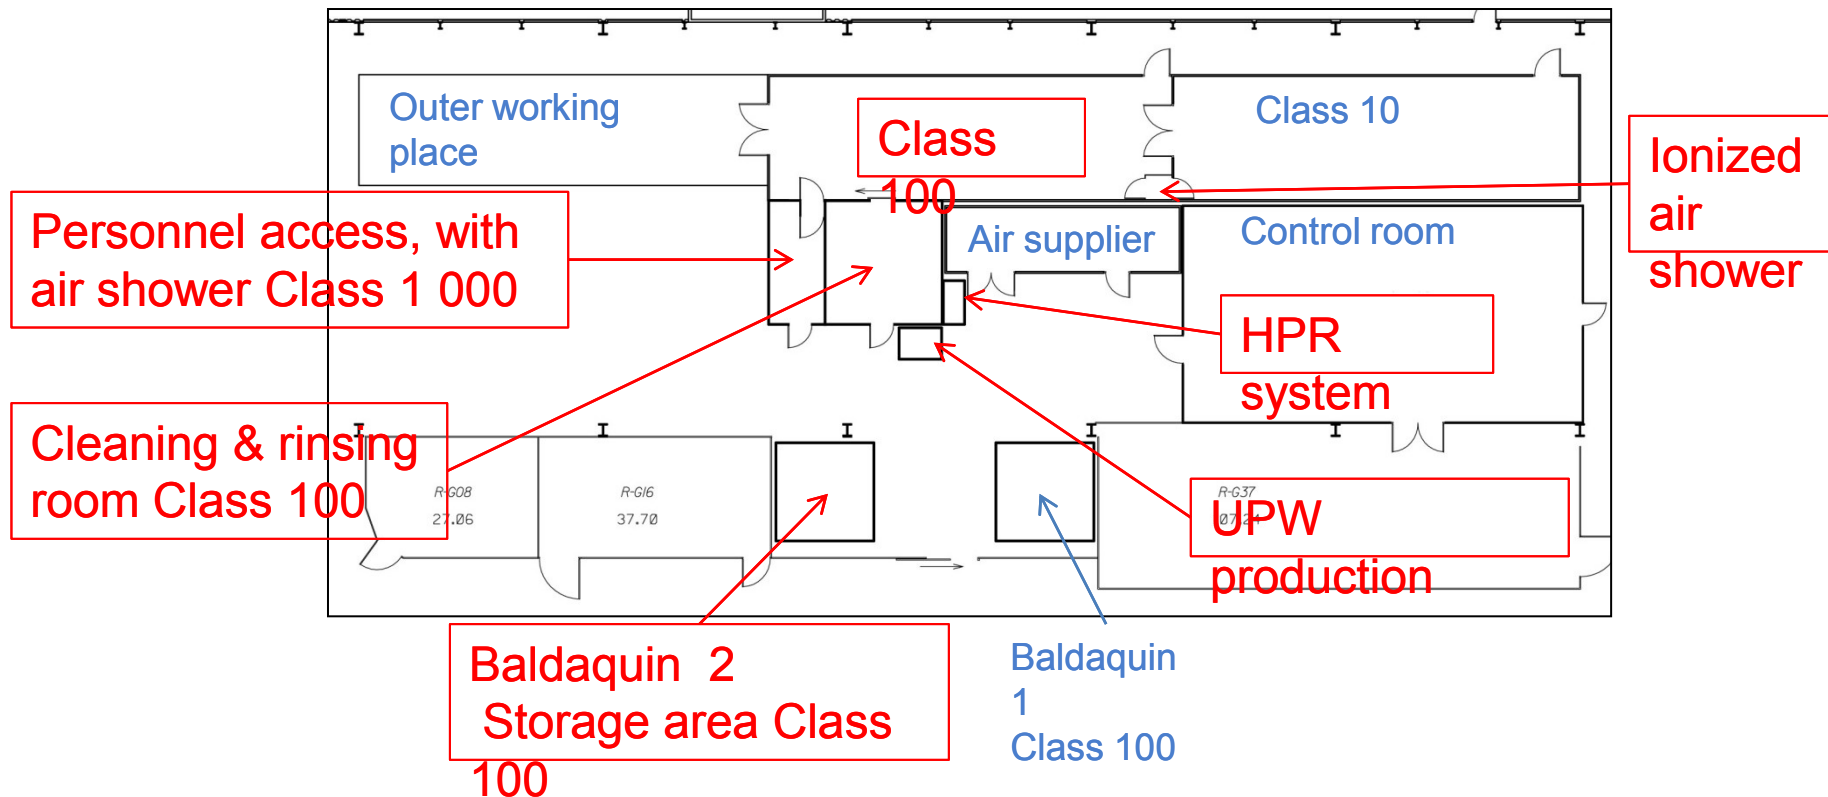 Outer working
place
Class
100
Class 10
Ionized
air
shower
Personnel access, with
air shower Class 1 000
Air supplier
Control room
HPR
system
Cleaning & rinsing
room Class 100
R-G08
27.06
R-G16
37.70
R-G37
07.24
UPW
production
Baldaquin 2
Storage area Class
100
Baldaquin
1
Class 100